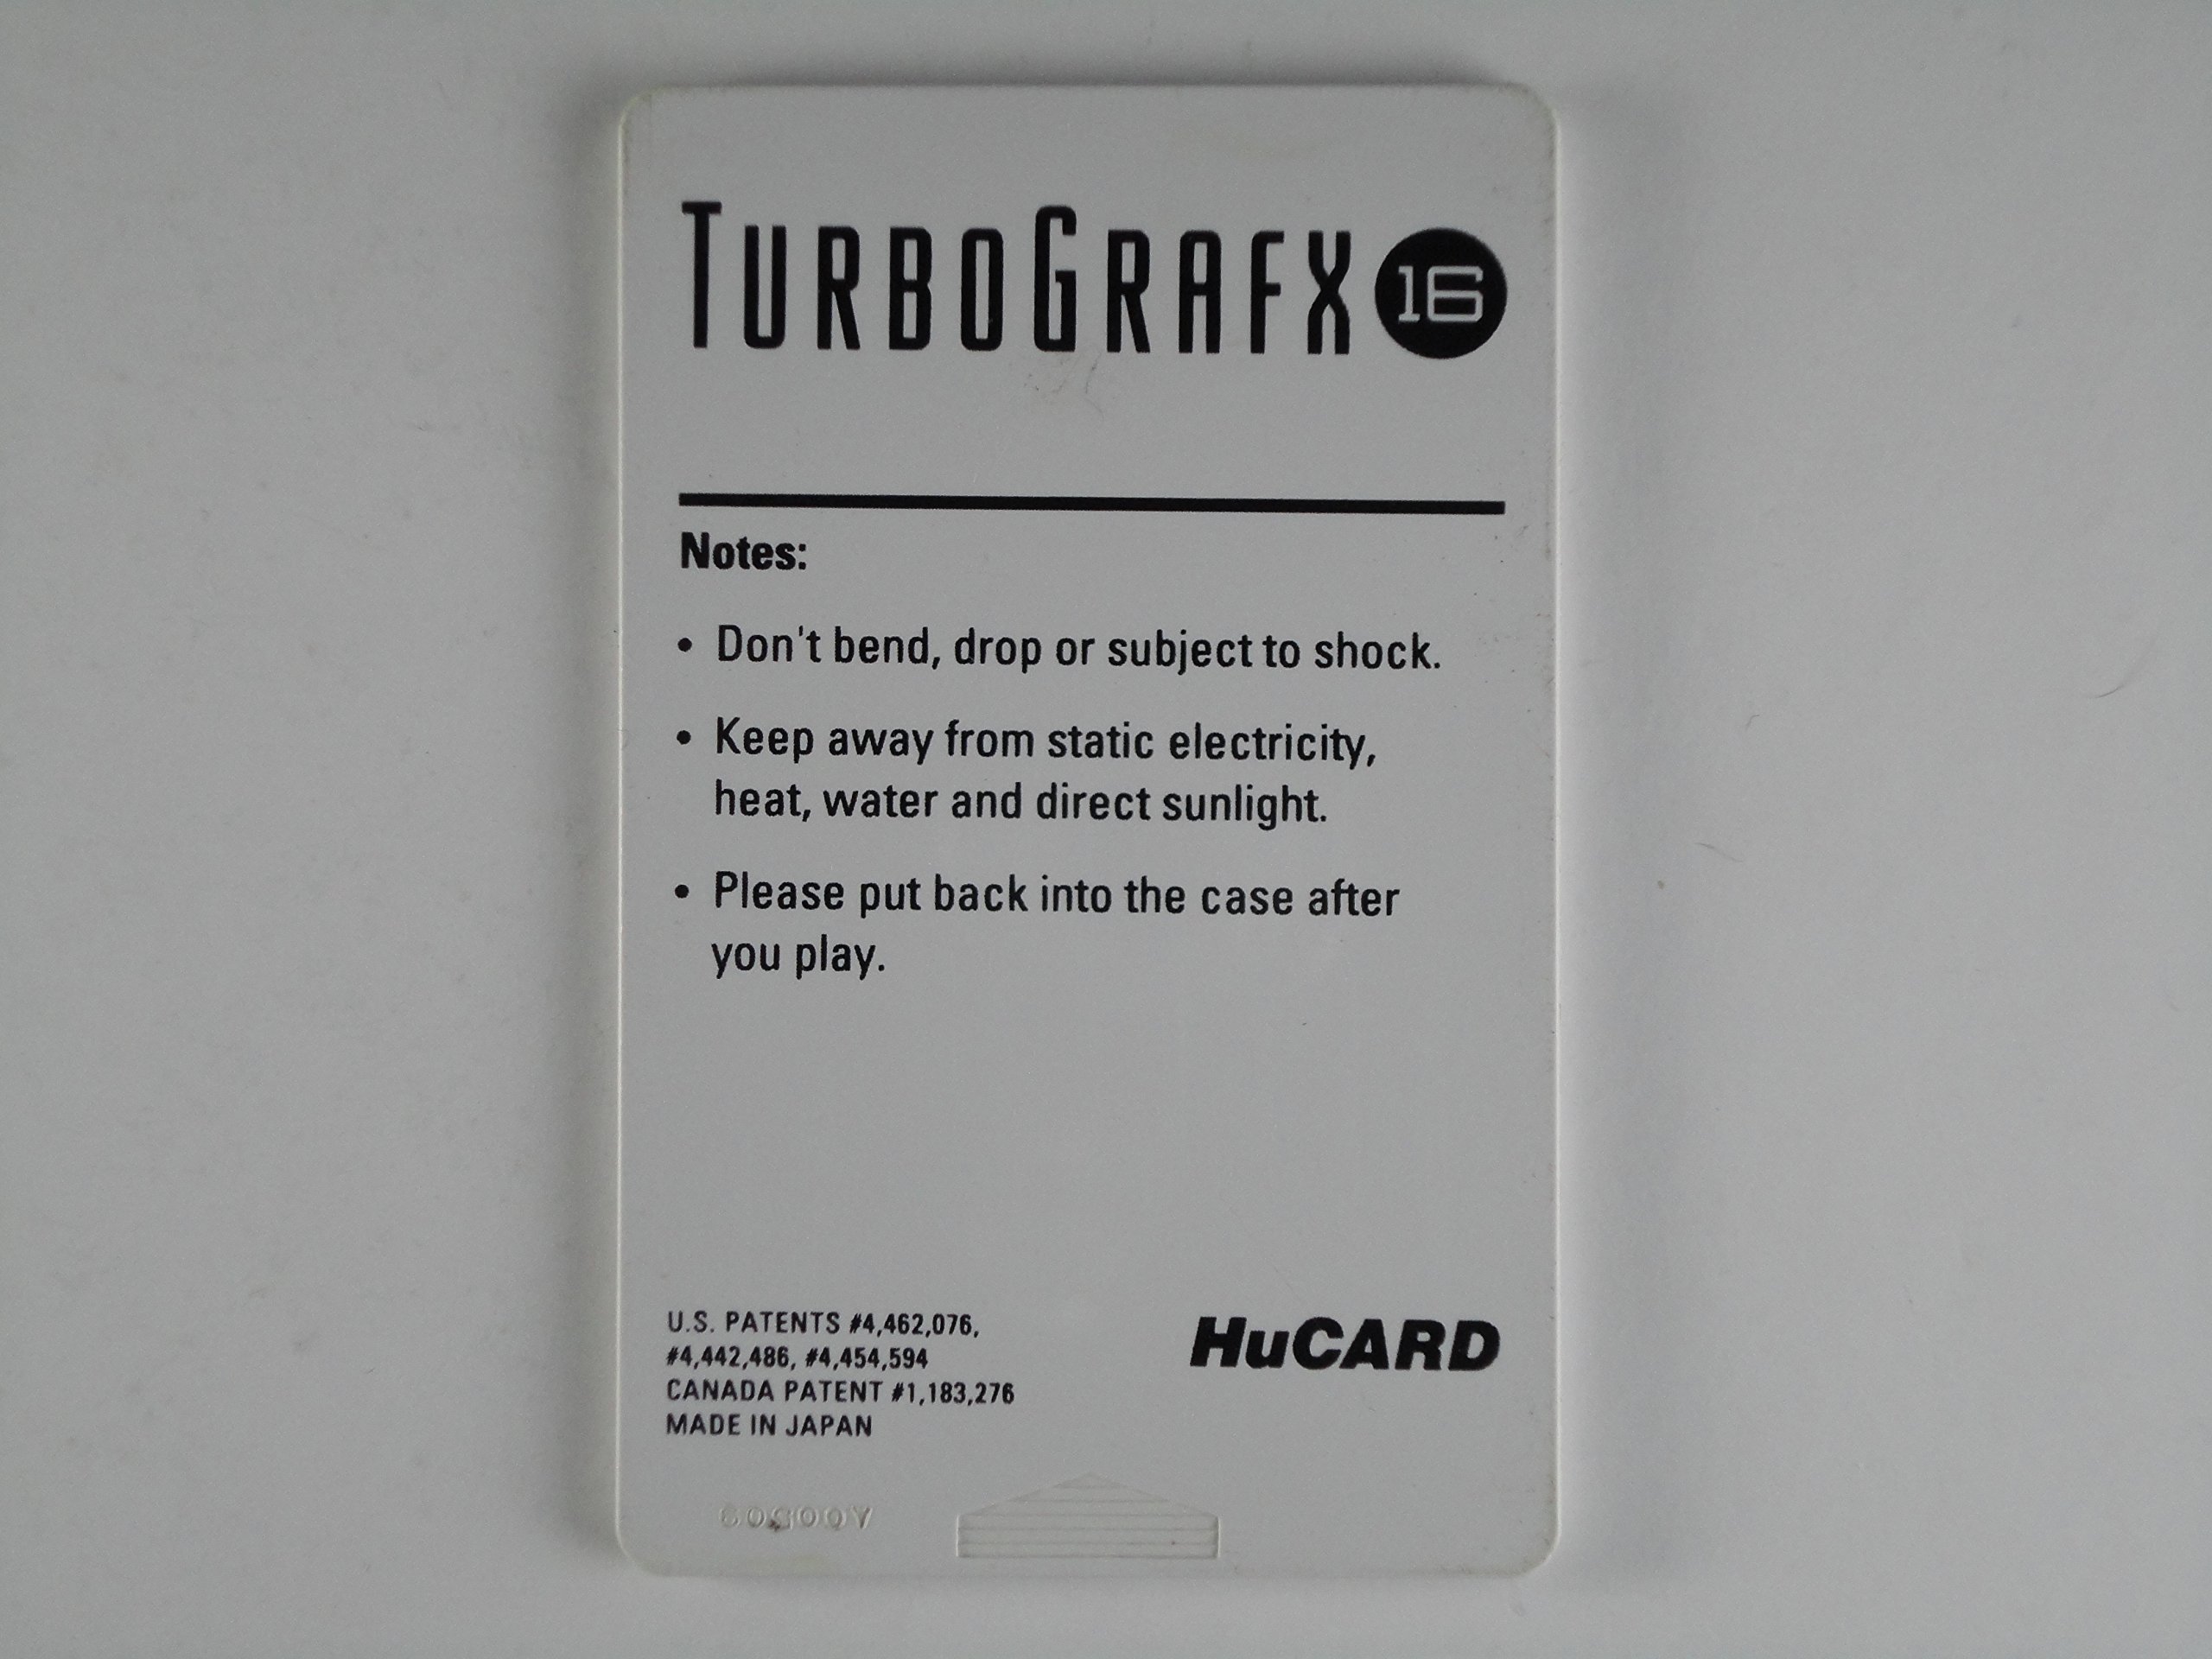 TURBOGRAFX 16
Notes:
• Don't bend, drop or subject to shock.
• Keep away from static electricity,
heat, water and direct sunlight.
• Please put back into the case after
you play.
U.S. PATENTS #4,462,076,
#4,442,486, #4,454,594
CANADA PATENT #1,183,276
MADE IN JAPAN
HuCARD